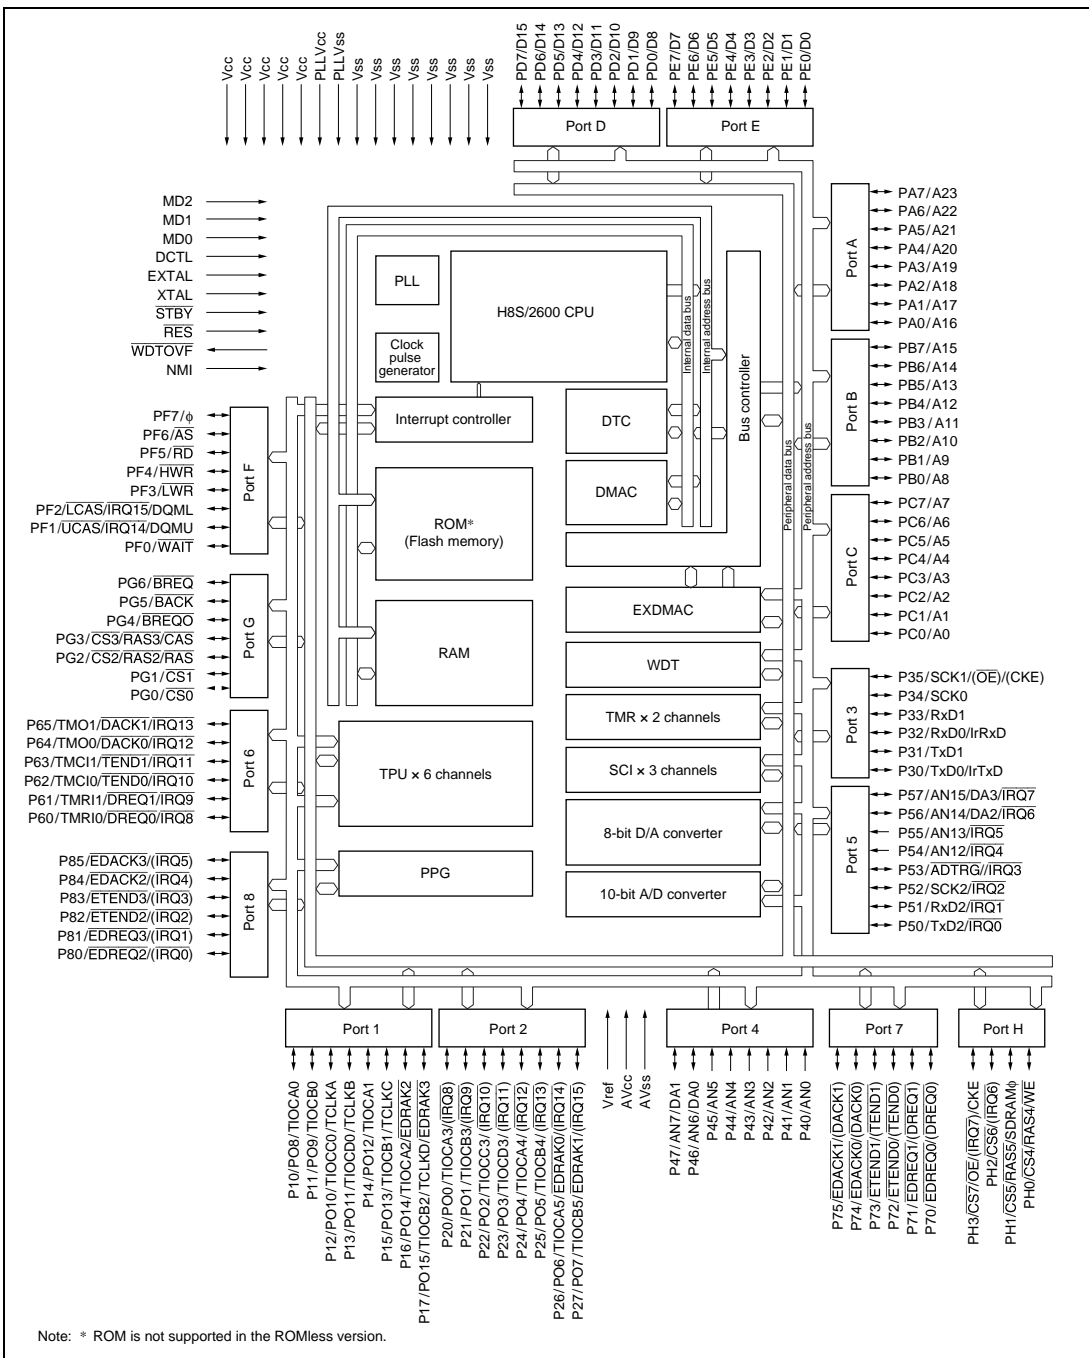 Vcc
Vcc
Vcc
Vcc
Vcc
PLLVcc
PLLVss
Vss
Vss
Vss
Vss
Vss
Vss
Vss
Vss
PD7/D15
PD6/D14
PD5/D13
PD4/D12
PD3/D11
PD2/D10
PD1/D9
PD0/D8
PE7/D7
PE6/D6
PE5/D5
PE4/D4
PE3/D3
PE2/D2
PE1/D1
PE0/D0
Port D
Port E
MD2
MD1
MD0
DCTL
EXTAL
XTAL
STBY
RES
WDTOVF
NMI
PLL
Clock
pulse
generator
H8S/2600 CPU
Internal data bus
Internal address bus
Bus controller
Peripheral data bus
Peripheral address bus
Interrupt controller
DTC
DMAC
ROM*
(Flash memory)
RAM
EXDMAC
WDT
TMR × 2 channels
SCI × 3 channels
8-bit D/A converter
10-bit A/D converter
TPU × 6 channels
PPG
Port A
PA7/A23
PA6/A22
PA5/A21
PA4/A20
PA3/A19
PA2/A18
PA1/A17
PA0/A16
Port B
PB7/A15
PB6/A14
PB5/A13
PB4/A12
PB3/A11
PB2/A10
PB1/A9
PB0/A8
Port C
PC7/A7
PC6/A6
PC5/A5
PC4/A4
PC3/A3
PC2/A2
PC1/A1
PC0/A0
Port 3
P35/SCK1/(OE)/(CKE)
P34/SCK0
P33/RxD1
P32/RxD0/IrRxD
P31/TxD1
P30/TxD0/IrTxD
Port 5
P57/AN15/DA3/IRQ7
P56/AN14/DA2/IRQ6
P55/AN13/IRQ5
P54/AN12/IRQ4
P53/ADTRG//IRQ3
P52/SCK2/IRQ2
P51/RxD2/IRQ1
P50/TxD2/IRQ0
PF7/ϕ
PF6/AS
PF5/RD
PF4/HWR
PF3/LWR
PF2/LCAS/IRQ15/DQML
PF1/UCAS/IRQ14/DQMU
PF0/WAIT
Port F
PG6/BREQ
PG5/BACK
PG4/BREQO
PG3/CS3/RAS3/CAS
PG2/CS2/RAS2/RAS
PG1/CS1
PG0/CS0
Port G
P65/TMO1/DACK1/IRQ13
P64/TMO0/DACK0/IRQ12
P63/TMCI1/TEND1/IRQ11
P62/TMCI0/TEND0/IRQ10
P61/TMRI1/DREQ1/IRQ9
P60/TMRI0/DREQ0/IRQ8
Port 6
P85/EDACK3/(IRQ5)
P84/EDACK2/(IRQ4)
P83/ETEND3/(IRQ3)
P82/ETEND2/(IRQ2)
P81/EDREQ3/(IRQ1)
P80/EDREQ2/(IRQ0)
Port 8
Port 1
Port 2
Port 4
Port 7
Port H
P10/PO8/TIOCA0
P11/PO9/TIOCB0
P12/PO10/TIOCC0/TCLKA
P13/PO11/TIOCD0/TCLKB
P14/PO12/TIOCA1
P15/PO13/TIOCB1/TCLKC
P16/PO14/TIOCA2/EDRAK2
P17/PO15/TIOCB2/TCLKD/EDRAK3
P20/PO0/TIOCA3/(IRQ8)
P21/PO1/TIOCB3/(IRQ9)
P22/PO2/TIOCC3/(IRQ10)
P23/PO3/TIOCD3/(IRQ11)
P24/PO4/TIOCA4/(IRQ12)
P25/PO5/TIOCB4/(IRQ13)
P26/PO6/TIOCA5/EDRAK0/(IRQ14)
P27/PO7/TIOCB5/EDRAK1/(IRQ15)
Vref
AVcc
AVss
P47/AN7/DA1
P46/AN6/DA0
P45/AN5
P44/AN4
P43/AN3
P42/AN2
P41/AN1
P40/AN0
P75/EDACK1/(DACK1)
P74/EDACK0/(DACK0)
P73/ETEND1/(TEND1)
P72/ETEND0/(TEND0)
P71/EDREQ1/(DREQ1)
P70/EDREQ0/(DREQ0)
PH3/CS7/OE/(IRQ7)/CKE
PH2/CS6/(IRQ6)
PH1/CS5/RAS5/SDRAMϕ
PH0/CS4/RAS4/WE
Note: * ROM is not supported in the ROMless version.